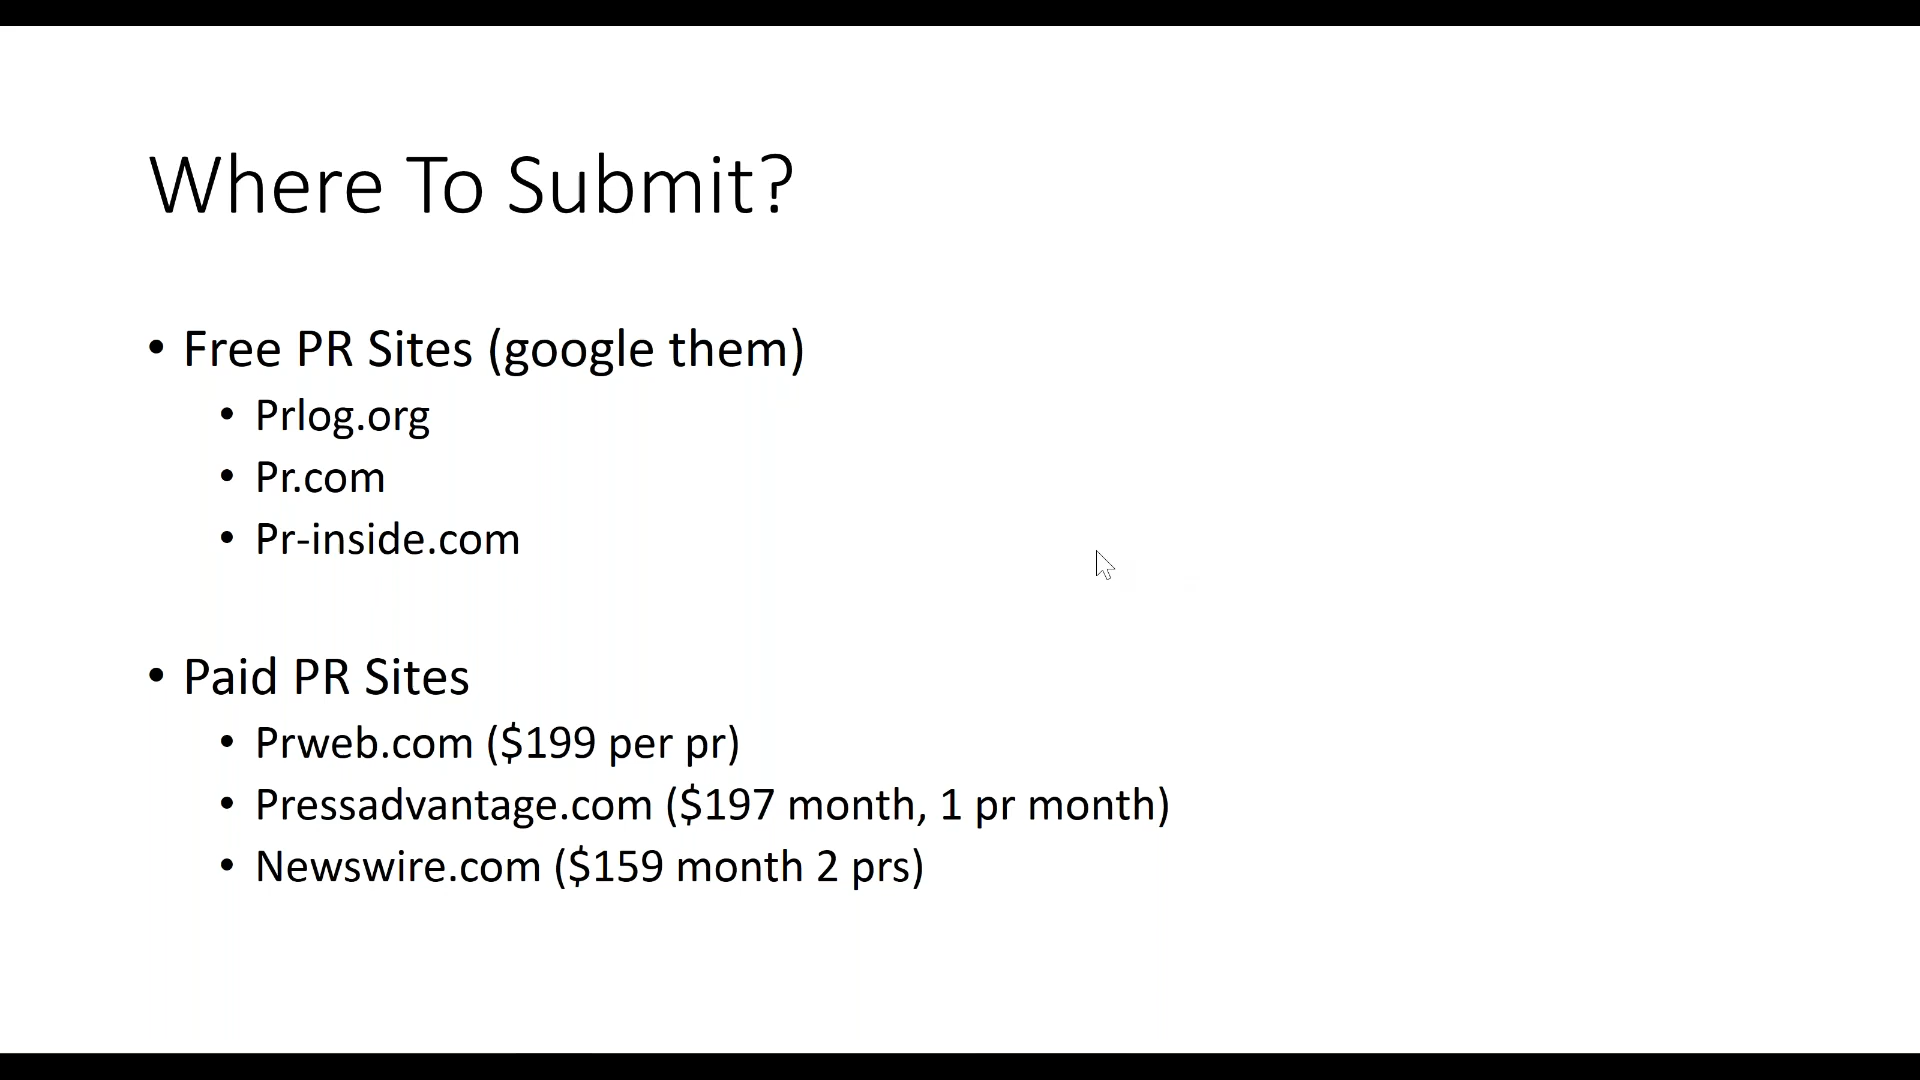 Where To Submit?
• Free PR Sites (google them)
• Prlog.org
• Pr.com
• Pr-inside.com
• Paid PR Sites
• Prweb.com ($199 per pr)
• Pressadvantage.com ($197 month, 1 pr month)
• Newswire.com ($159 month 2 prs)